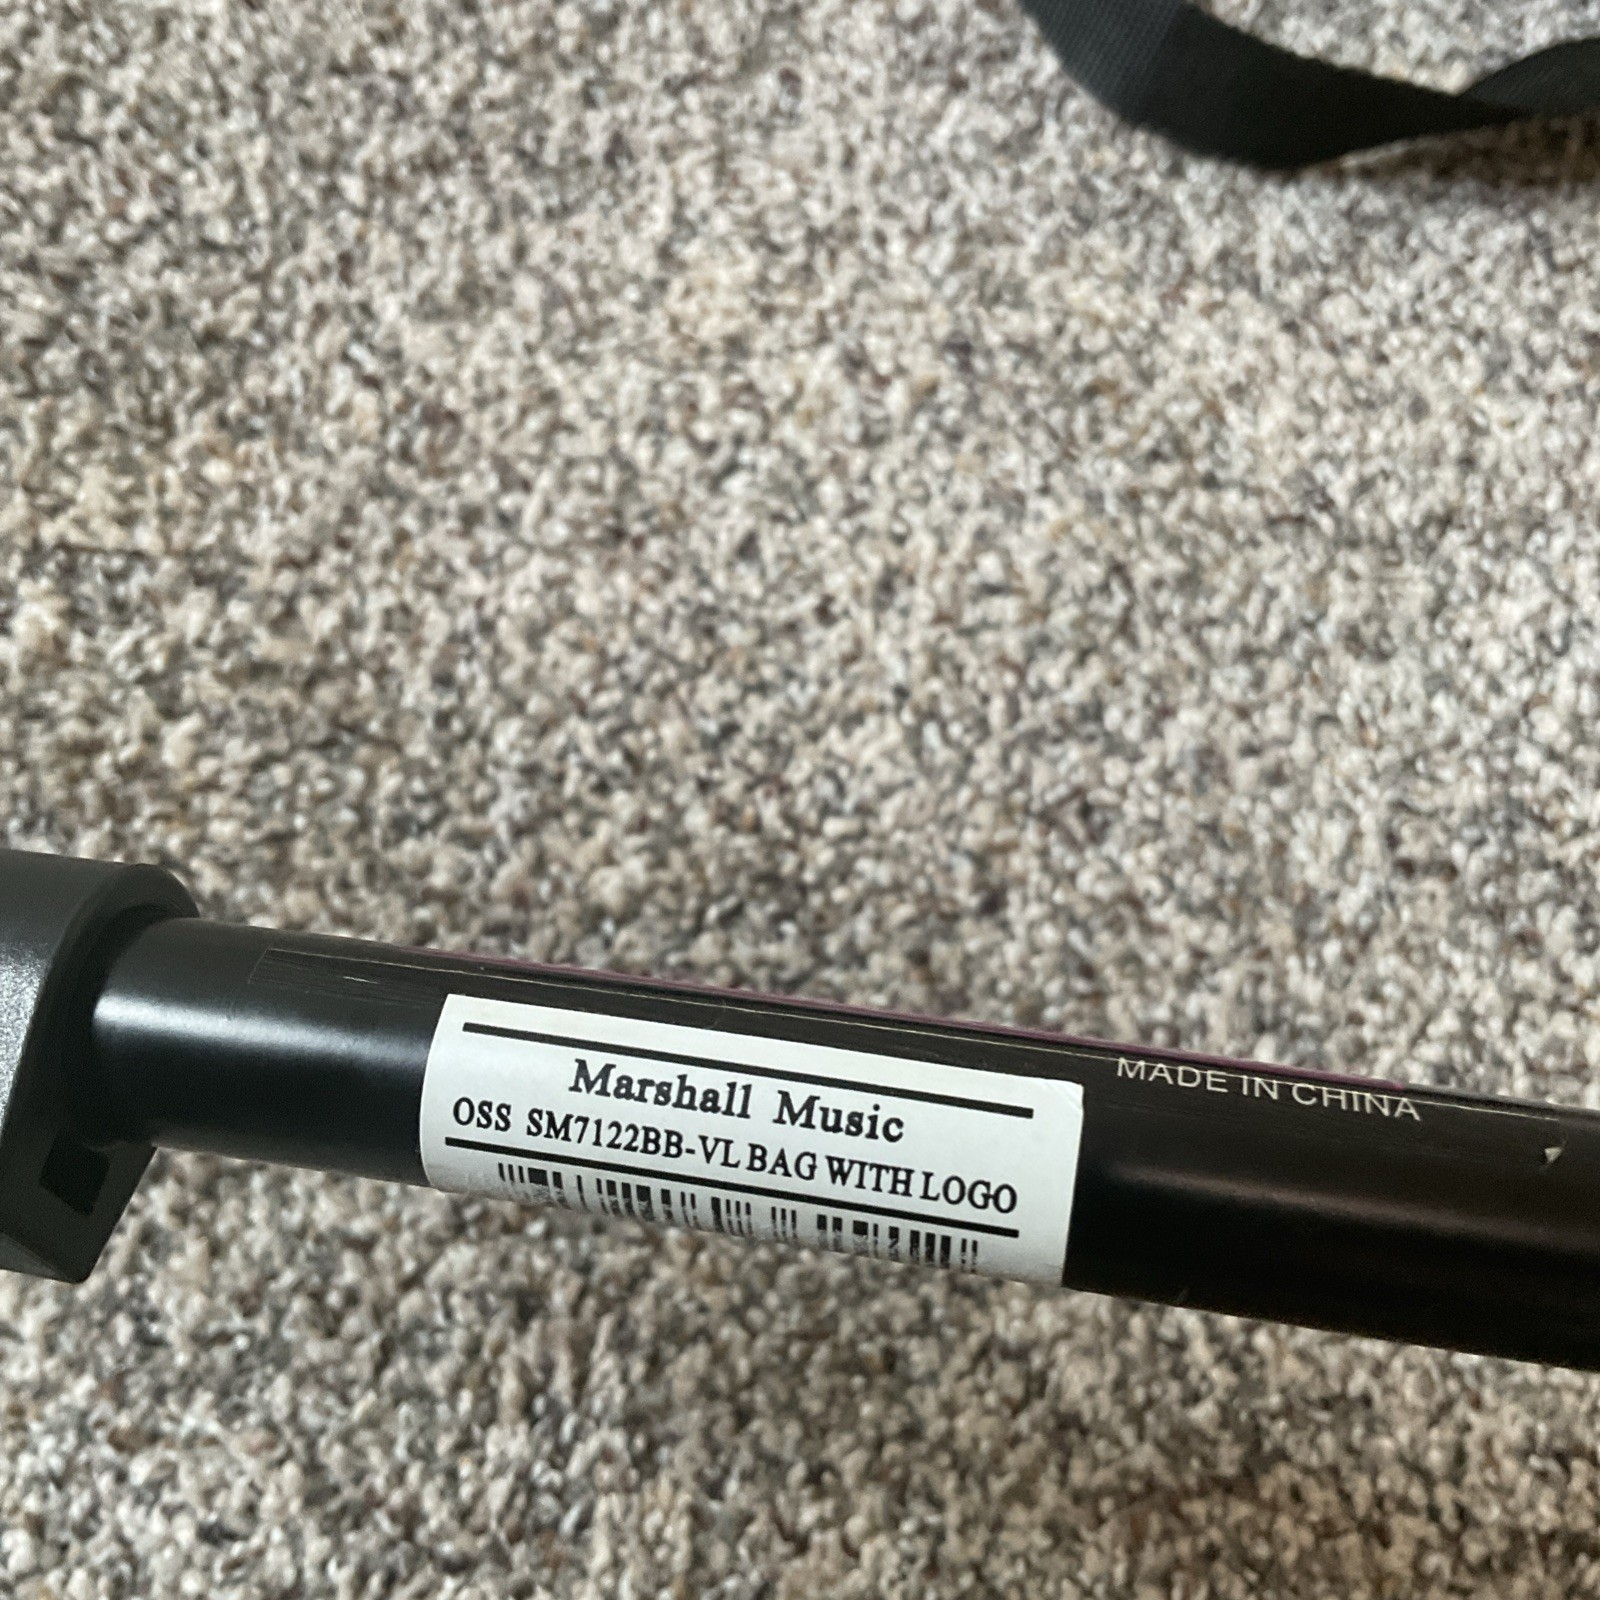 Marshall Music
OSS SM7122BB-VL BAG WITH LOGO
MADE IN CHINA